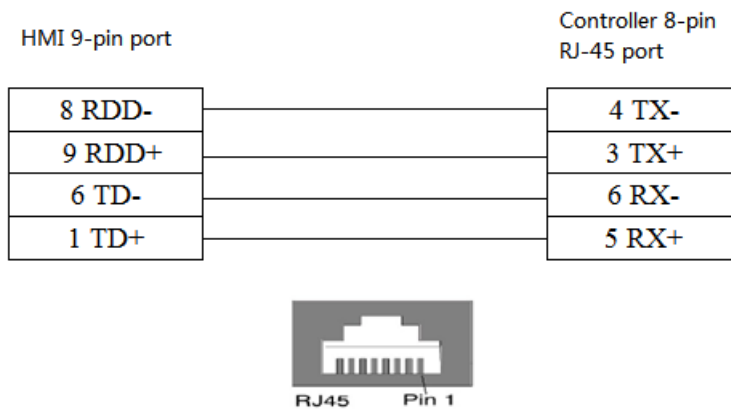 HMI 9-pin port
Controller 8-pin
RJ-45 port
8 RDD-
4 TX-
9 RDD+
3 TX+
6 TD-
6 RX-
1 TD+
5 RX+
RJ45
Pin 1